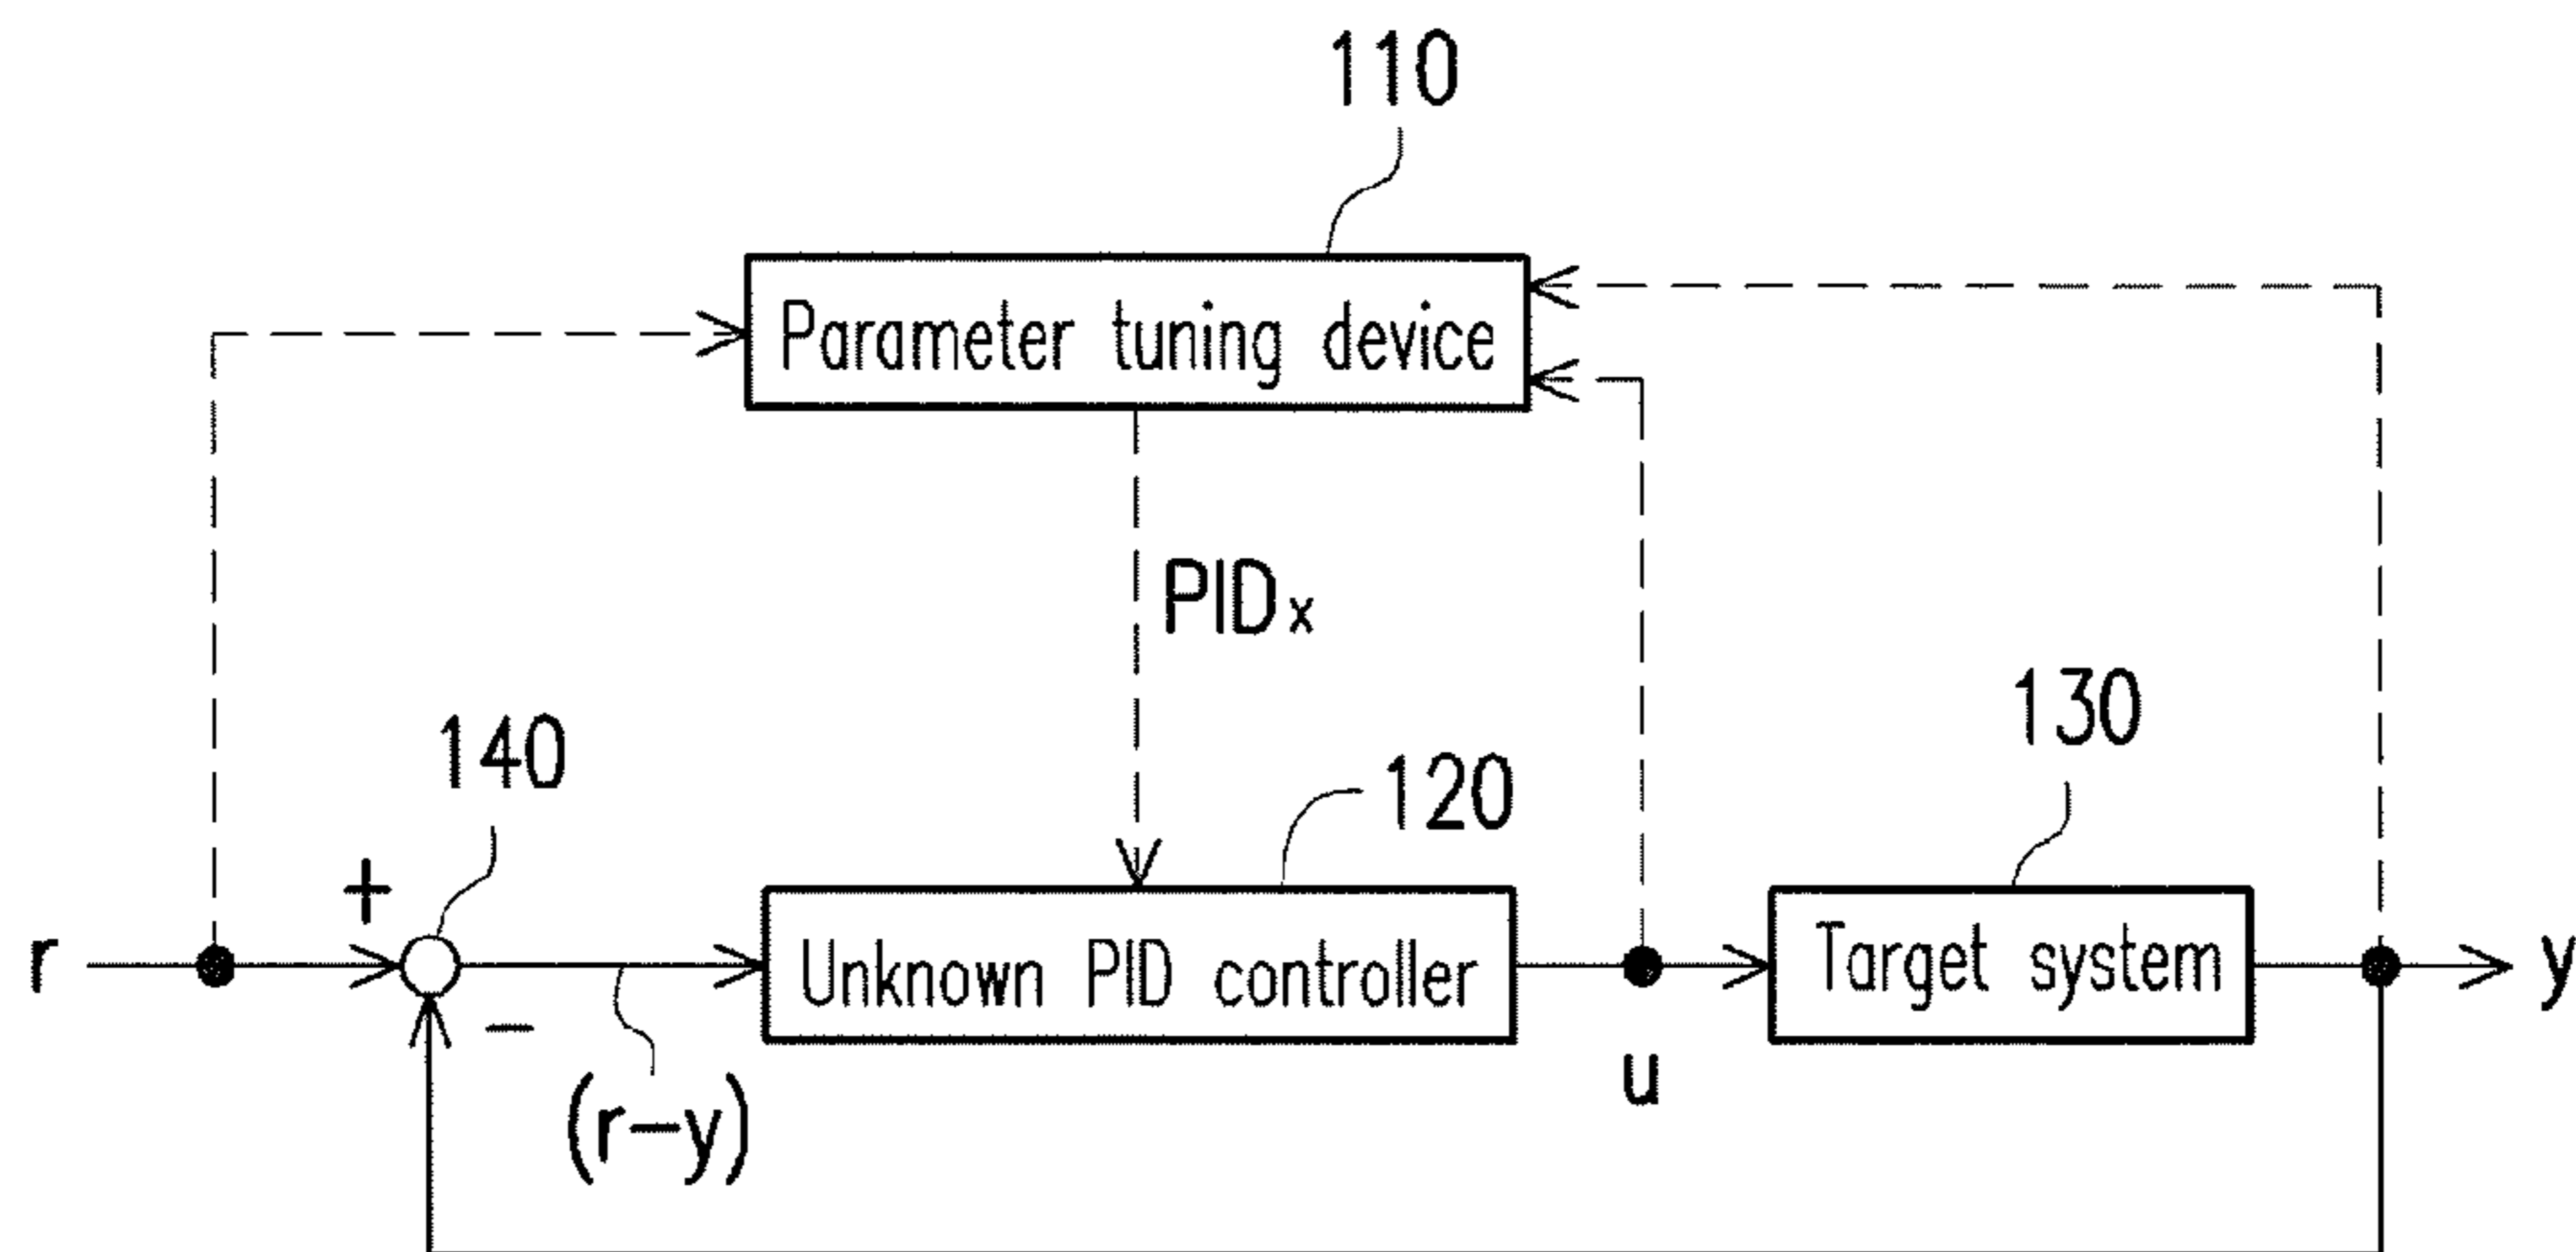 110
Parameter tuning device
PIDx
130
140
120
+
r
Unknown PID controller
Target system
y
−
u
(r−y)